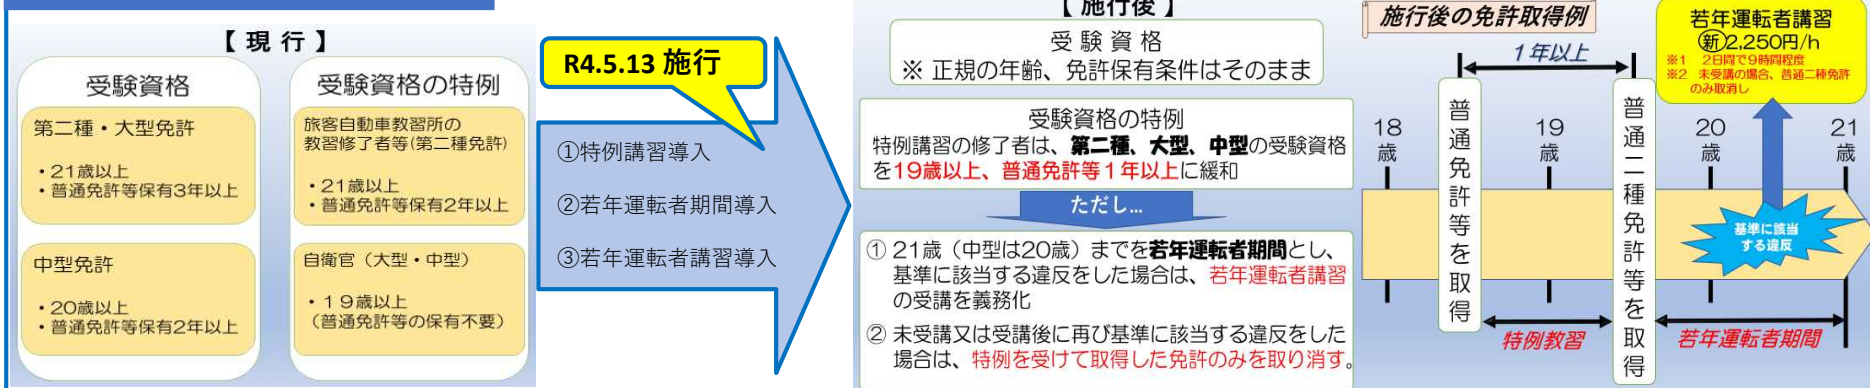 【 現 行 】
受験資格
第二種・大型免許
・21歳以上
・普通免許等保有3年以上
中型免許
・20歳以上
・普通免許等保有2年以上
受験資格の特例
旅客自動車教習所の
教習修了者等(第二種免許)
・21歳以上
・普通免許等保有2年以上
自衛官（大型・中型）
・１９歳以上
（普通免許等の保有不要）
R4.5.13 施行
①特例講習導入
②若年運転者期間導入
③若年運転者講習導入
【 施行後 】
受 験 資 格
※ 正規の年齢、免許保有条件はそのまま
受験資格の特例
特例講習の修了者は、第二種、大型、中型の受験資格
を19歳以上、普通免許等１年以上に緩和
ただし...
① 21歳（中型は20歳）までを若年運転者期間とし、
基準に該当する違反をした場合は、若年運転者講習
の受講を義務化
② 未受講又は受講後に再び基準に該当する違反をした
場合は、特例を受けて取得した免許のみを取り消す。
施行後の免許取得例
１年以上
若年運転者講習
新2,250円/h
※１　2日間で９時間程度
※２　未受講の場合、普通二種免許
のみ取消し
18歳
普通免許等を取得
19歳
普通二種免許等を取得
20歳
21歳
基準に該当
する違反
特例教習
若年運転者期間